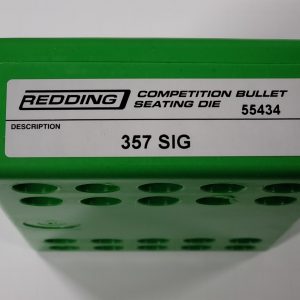 REDDING
COMPETITION BULLET
SEATING DIE 55434
DESCRIPTION
357 SIG